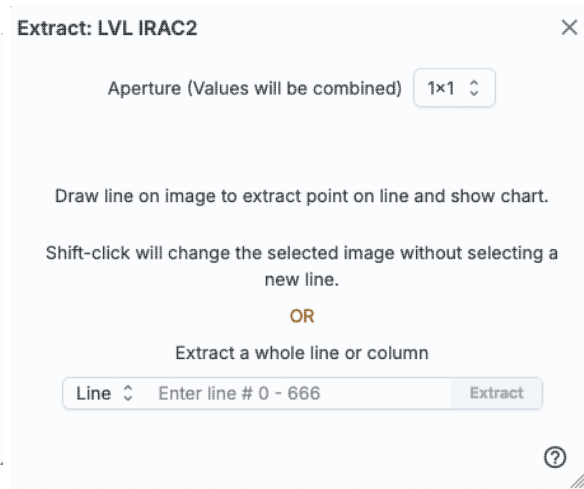 Extract: LVL IRAC2
Aperture (Values will be combined) 1×1
Draw line on image to extract point on line and show chart.
Shift-click will change the selected image without selecting a
new line.
OR
Extract a whole line or column
Line Enter line # 0 - 666 Extract